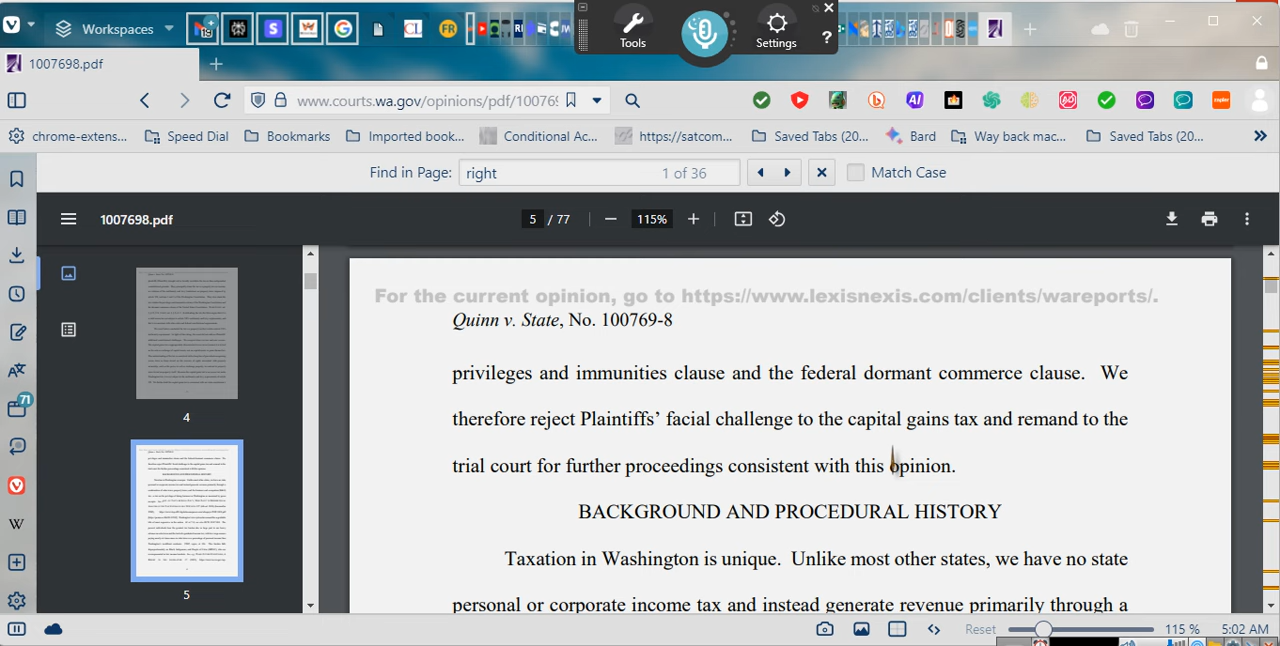 Workspaces
19
S
CL
FR
Tools
Settings
?
1007698.pdf
www.courts.wa.gov/opinions/pdf/10076
AI
chrome-extens...
Speed Dial
Bookmarks
Imported book...
Conditional Ac...
https://satcom...
Saved Tabs (20...
Bard
Way back mac...
Saved Tabs (20...
Find in Page:
right
1 of 36
Match Case
1007698.pdf
5 / 77
115%
4
5
71
W
For the current opinion, go to https://www.lexisnexis.com/clients/wareports/.
Quinn v. State, No. 100769-8
privileges and immunities clause and the federal dormant commerce clause. We
therefore reject Plaintiffs’ facial challenge to the capital gains tax and remand to the
trial court for further proceedings consistent with this opinion.
BACKGROUND AND PROCEDURAL HISTORY
Taxation in Washington is unique. Unlike most other states, we have no state
personal or corporate income tax and instead generate revenue primarily through a
Reset
115 %
5:02 AM